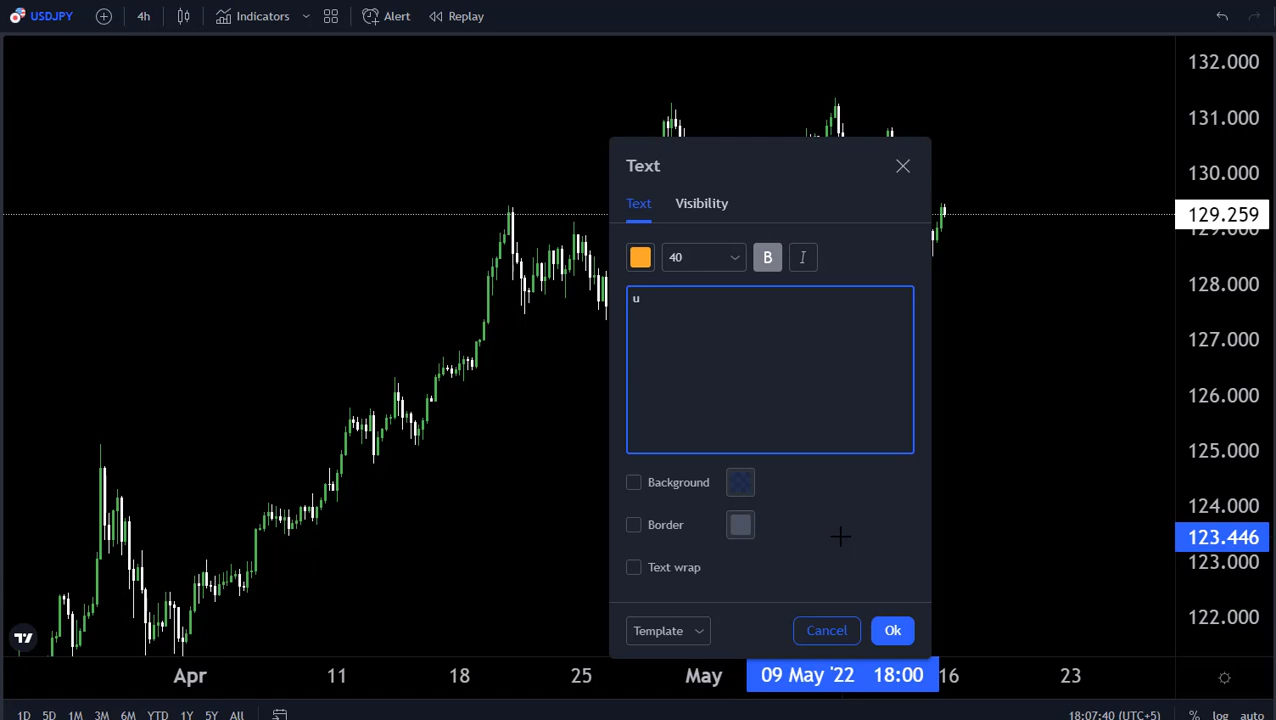 USDJPY 4h Indicators Alert Replay
132.000
131.000
130.000
129.259
129.000
128.000
127.000
126.000
125.000
124.000
123.446
123.000
122.000
Text
Text Visibility
40 B I
u
Background
Border
Text wrap
Template Cancel Ok
Apr 11 18 25 May 09 May '22 18:00 16 23
1D 5D 1M 3M 6M YTD 1Y 5Y All 18:07:40 (UTC+5) % log auto